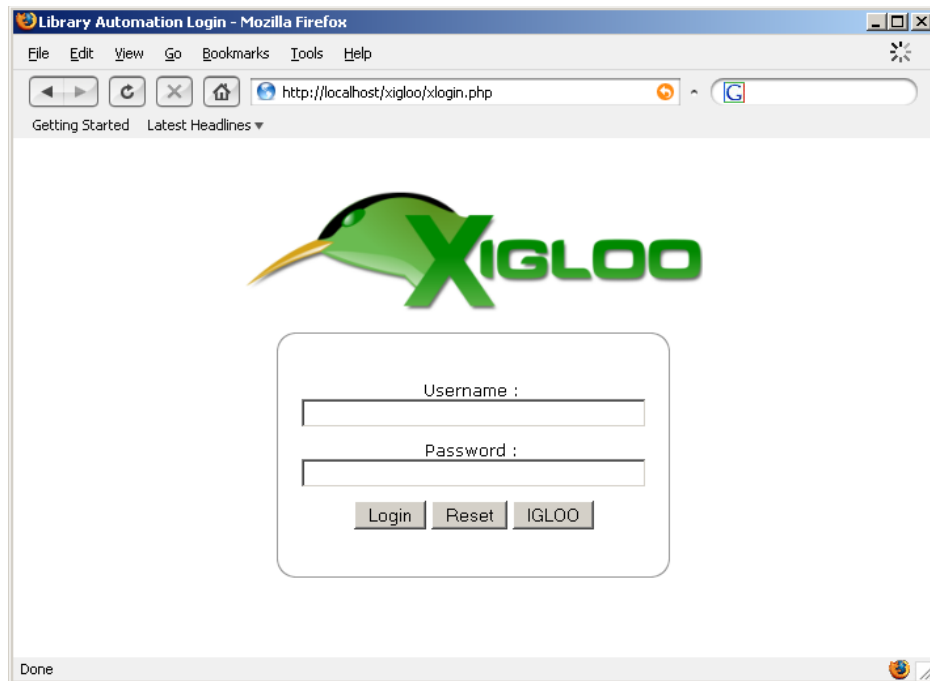 Library Automation Login - Mozilla Firefox
File Edit View Go Bookmarks Tools Help
http://localhost/xigloo/xlogin.php G
Getting Started Latest Headlines
XIGLOO
Username :
Password :
Login Reset IGLOO
Done